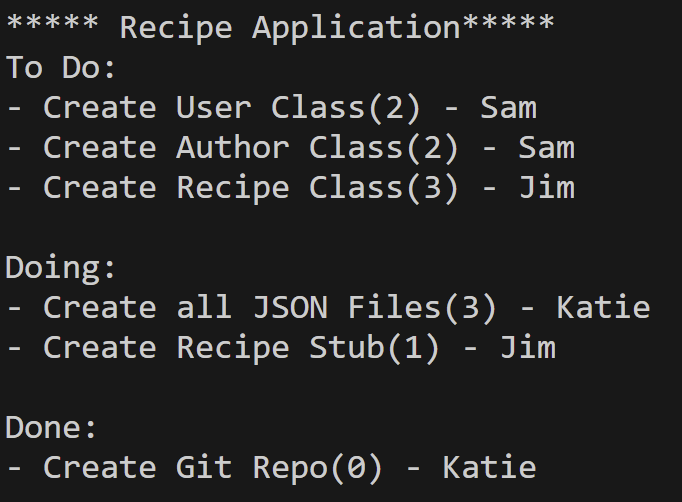 ***** Recipe Application*****
To Do:
- Create User Class(2) - Sam
- Create Author Class(2) - Sam
- Create Recipe Class(3) - Jim
Doing:
- Create all JSON Files(3) - Katie
- Create Recipe Stub(1) - Jim
Done:
- Create Git Repo(0) - Katie